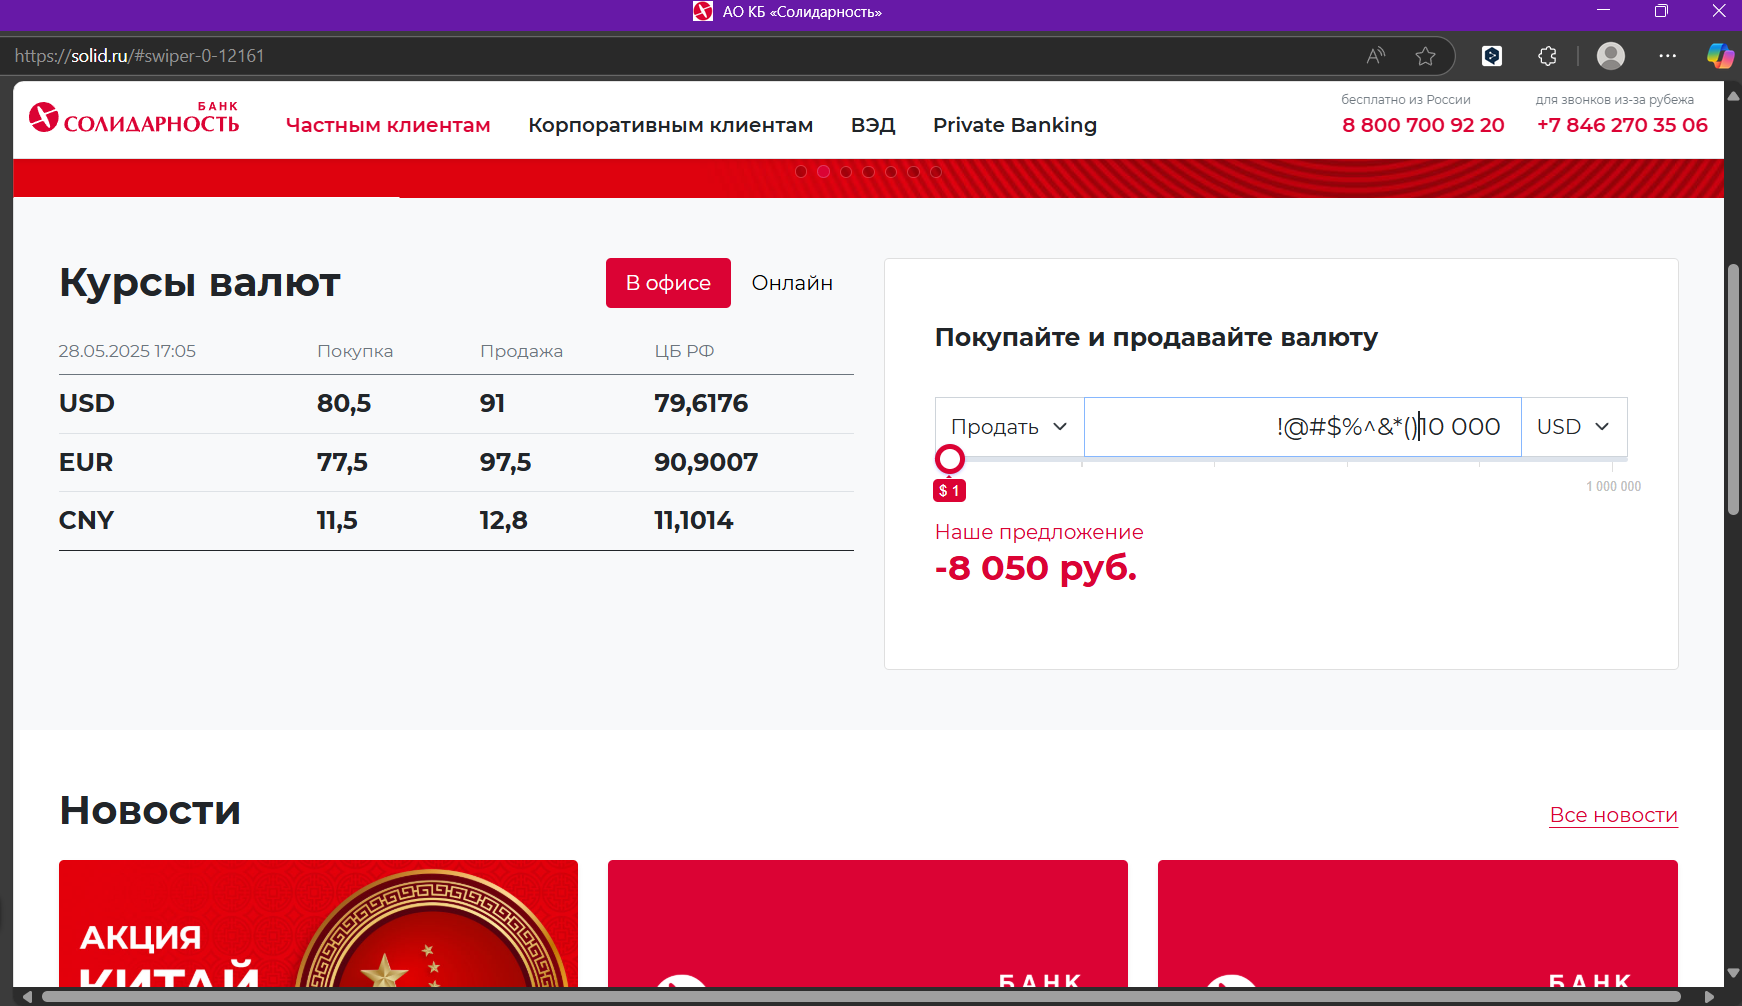 АО КБ «Солидарность»
https://solid.ru/#swiper-0-12161
БАНК
СОЛИДАРНОСТЬ
Частным клиентам
Корпоративным клиентам
ВЭД
Private Banking
бесплатно из России
8 800 700 92 20
для звонков из-за рубежа
+7 846 270 35 06
Курсы валют
В офисе
Онлайн
28.05.2025 17:05 Покупка Продажа ЦБ РФ
USD 80,5 91 79,6176
EUR 77,5 97,5 90,9007
CNY 11,5 12,8 11,1014
Покупайте и продавайте валюту
Продать
!@#$%^&*()10 000
USD
$ 1
1 000 000
Наше предложение
-8 050 руб.
Новости
Все новости
АКЦИЯ
КИТАЙ
БАНК
БАНК